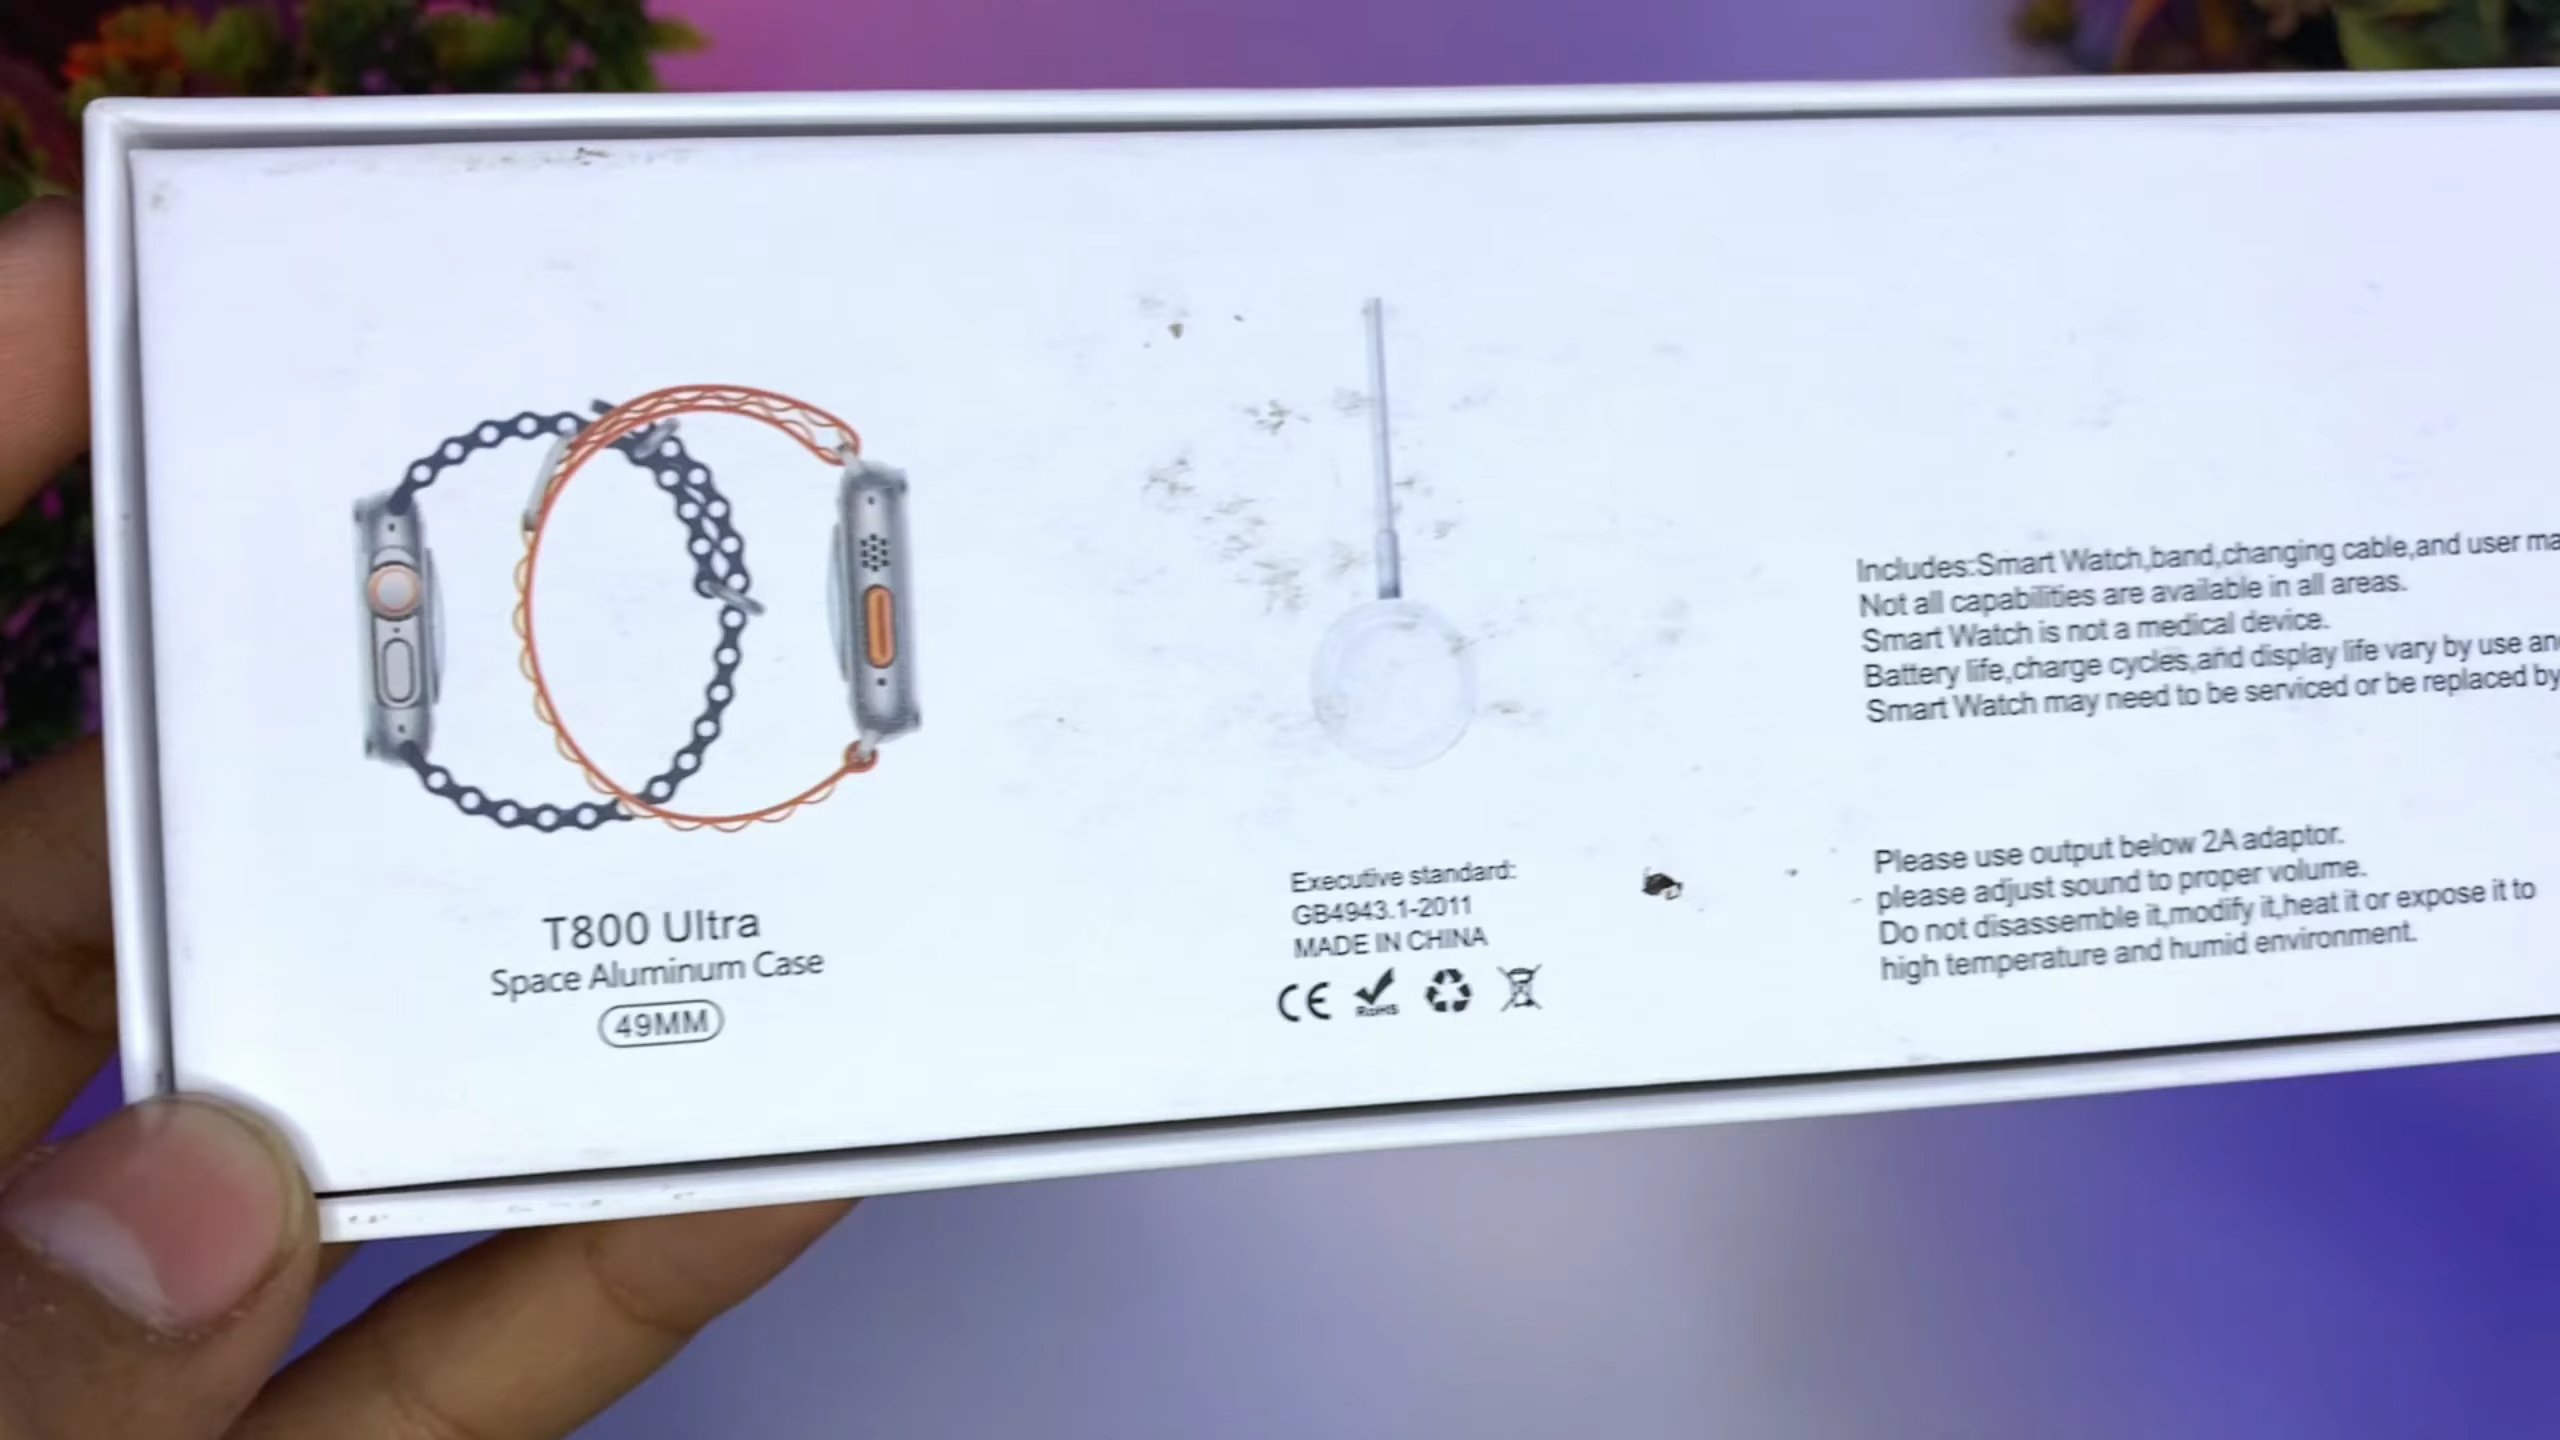 T800 Ultra
Space Aluminum Case
49MM
Executive standard:
GB4943.1-2011
MADE IN CHINA
CE
RoHS
Includes:Smart Watch,band,changing cable,and user
Not all capabilities are available in all areas.
Smart Watch is not a medical device.
Battery life,charge cycles,and display life vary by use
Smart Watch may need to be serviced or be replaced by
Please use output below 2A adaptor.
please adjust sound to proper volume.
Do not disassemble it,modify it,heat it or expose it to
high temperature and humid environment.